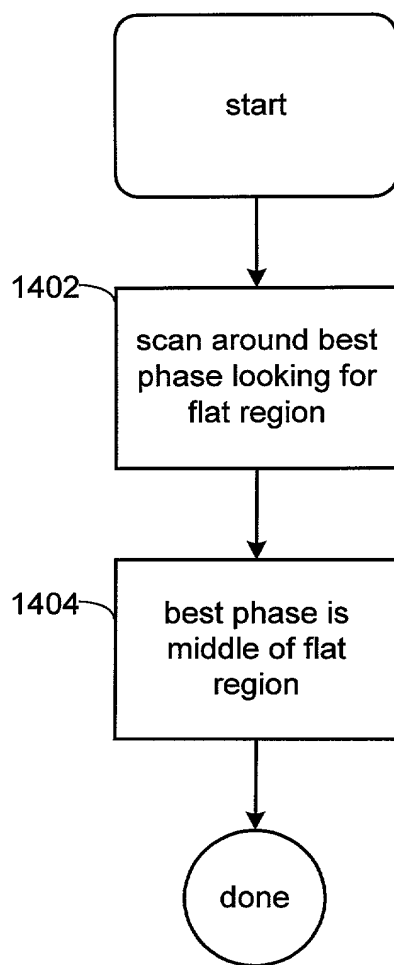 start
1402
scan around best
phase looking for
flat region
1404
best phase is
middle of flat
region
done